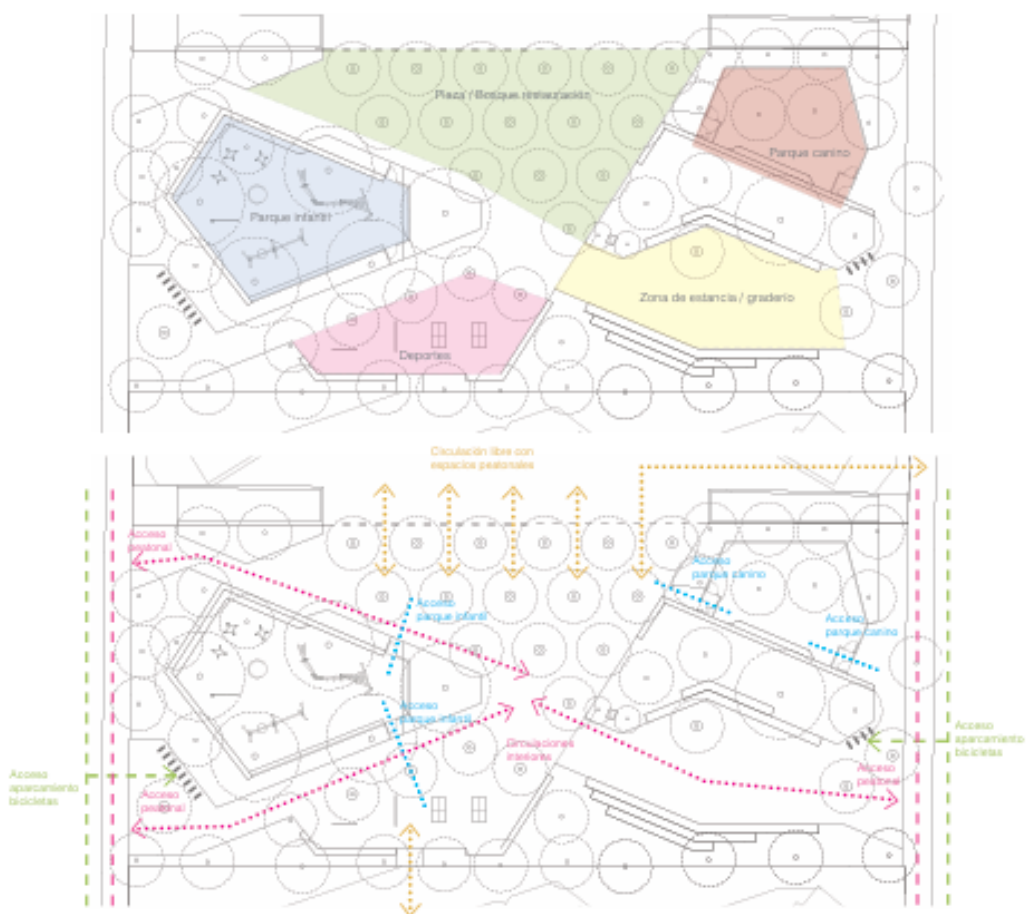 Plaza / Bosque restauración
Parque canino
Parque infantil
Zona de estancia / graderío
Deportes
Circulación libre con
espacios peatonales
Acceso
peatonal
Acceso
parque canino
Acceso
parque infantil
Acceso
parque canino
Acceso
parque infantil
Circulaciones
interiores
Acceso
aparcamiento
bicicletas
Acceso
peatonal
Acceso
aparcamiento
bicicletas
Acceso
peatonal